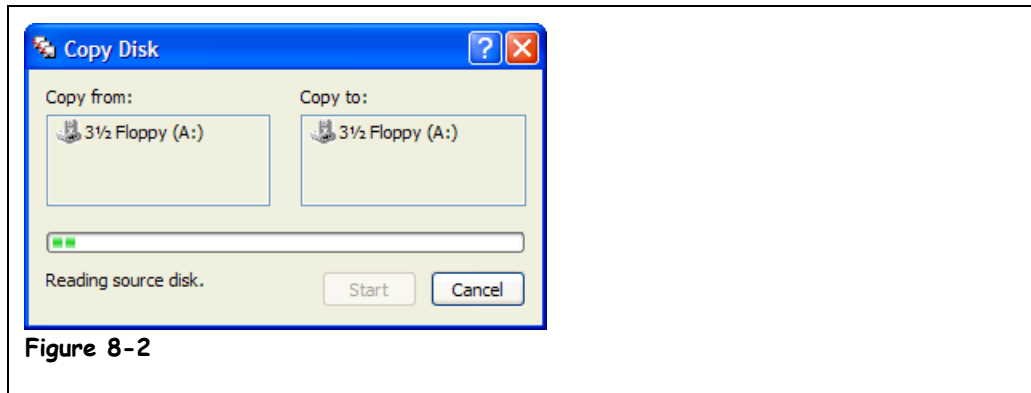 Copy Disk
Copy from: Copy to:
3½ Floppy (A:) 3½ Floppy (A:)
Reading source disk.
Start Cancel
Figure 8-2